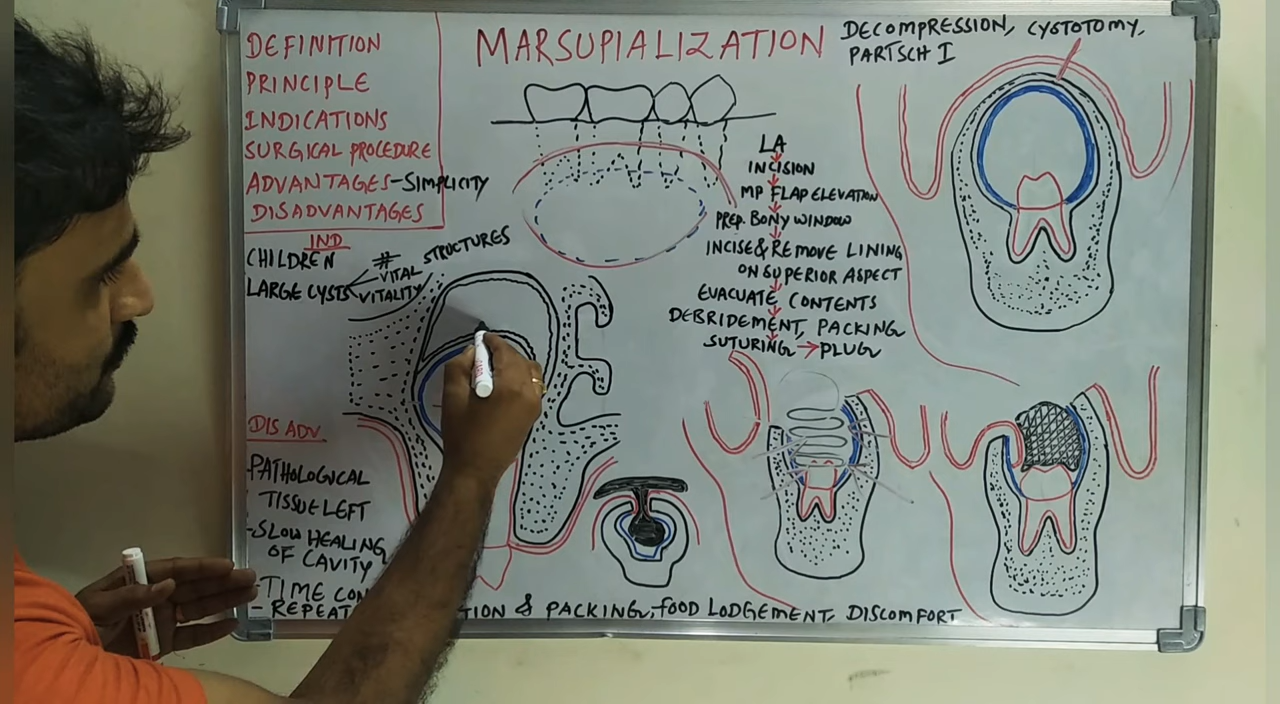 DEFINITION
PRINCIPLE
INDICATIONS
SURGICAL PROCEDURE
ADVANTAGES-SIMPLICITY
DISADVANTAGES
MARSUPIALIZATION
DECOMPRESSION, CYSTOTOMY,
PARTSCH I
IND
CHILDREN
LARGE CYSTS
# VITAL STRUCTURES
VITALITY
LA
INCISION
MP FLAP ELEVATION
PREP. BONY WINDOW
INCISE & REMOVE LINING
ON SUPERIOR ASPECT
EVACUATE CONTENTS
DEBRIDEMENT, PACKING
SUTURING → PLUG
DISADV
-PATHOLOGICAL
TISSUE LEFT
-SLOW HEALING
OF CAVITY
-TIME CON
- REPEAT TION & PACKING, FOOD LODGEMENT, DISCOMFORT